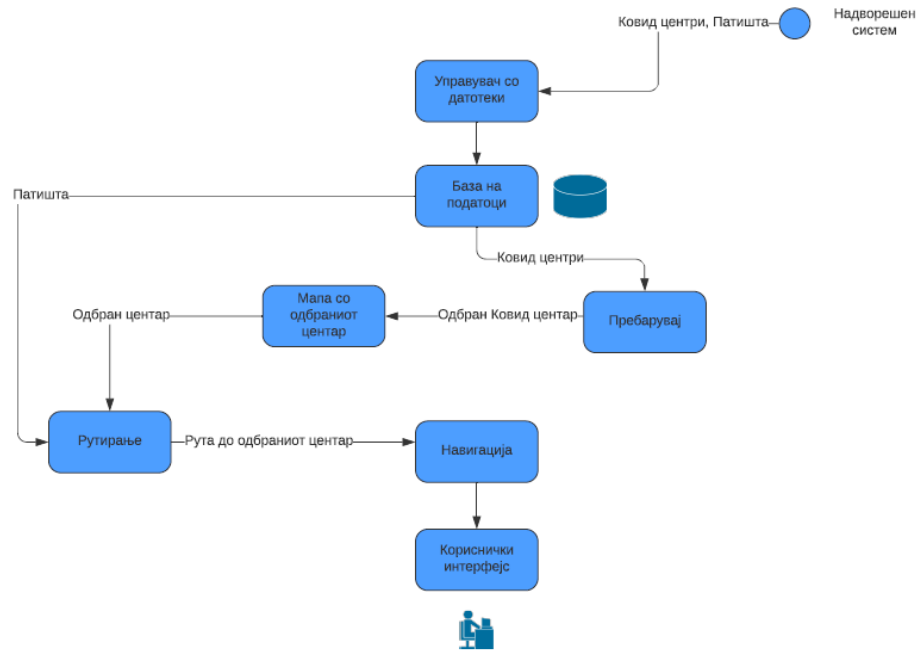 Ковид центри, Патишта
Надворешен
систем
Управувач со
датотеки
База на
податоци
Патишта
Ковид центри
Мапа со
одбраниот
центар
Одбран центар
Одбран Ковид центар
Пребарувај
Рутирање
Рута до одбраниот центар
Навигација
Кориснички
интерфејс